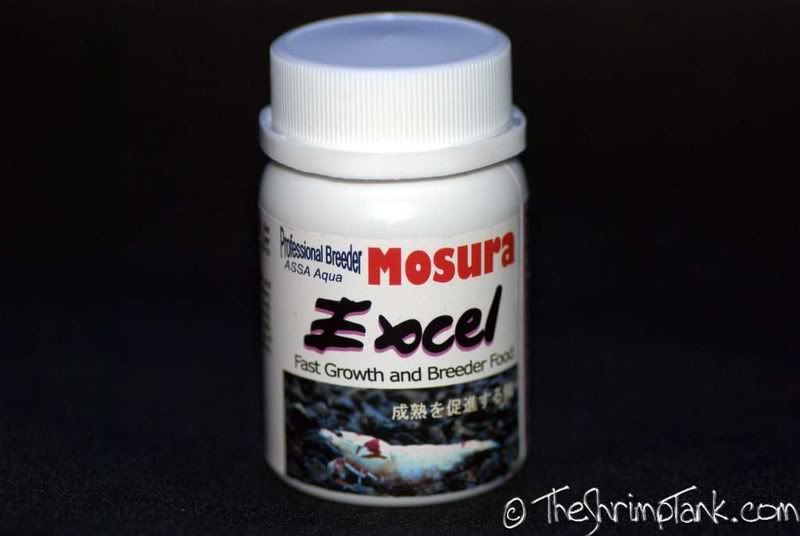 Professional Breeder
ASSA Aqua
Mosura
Excel
Fast Growth and Breeder Food
成熟を促進する
© TheShrimpTank.com